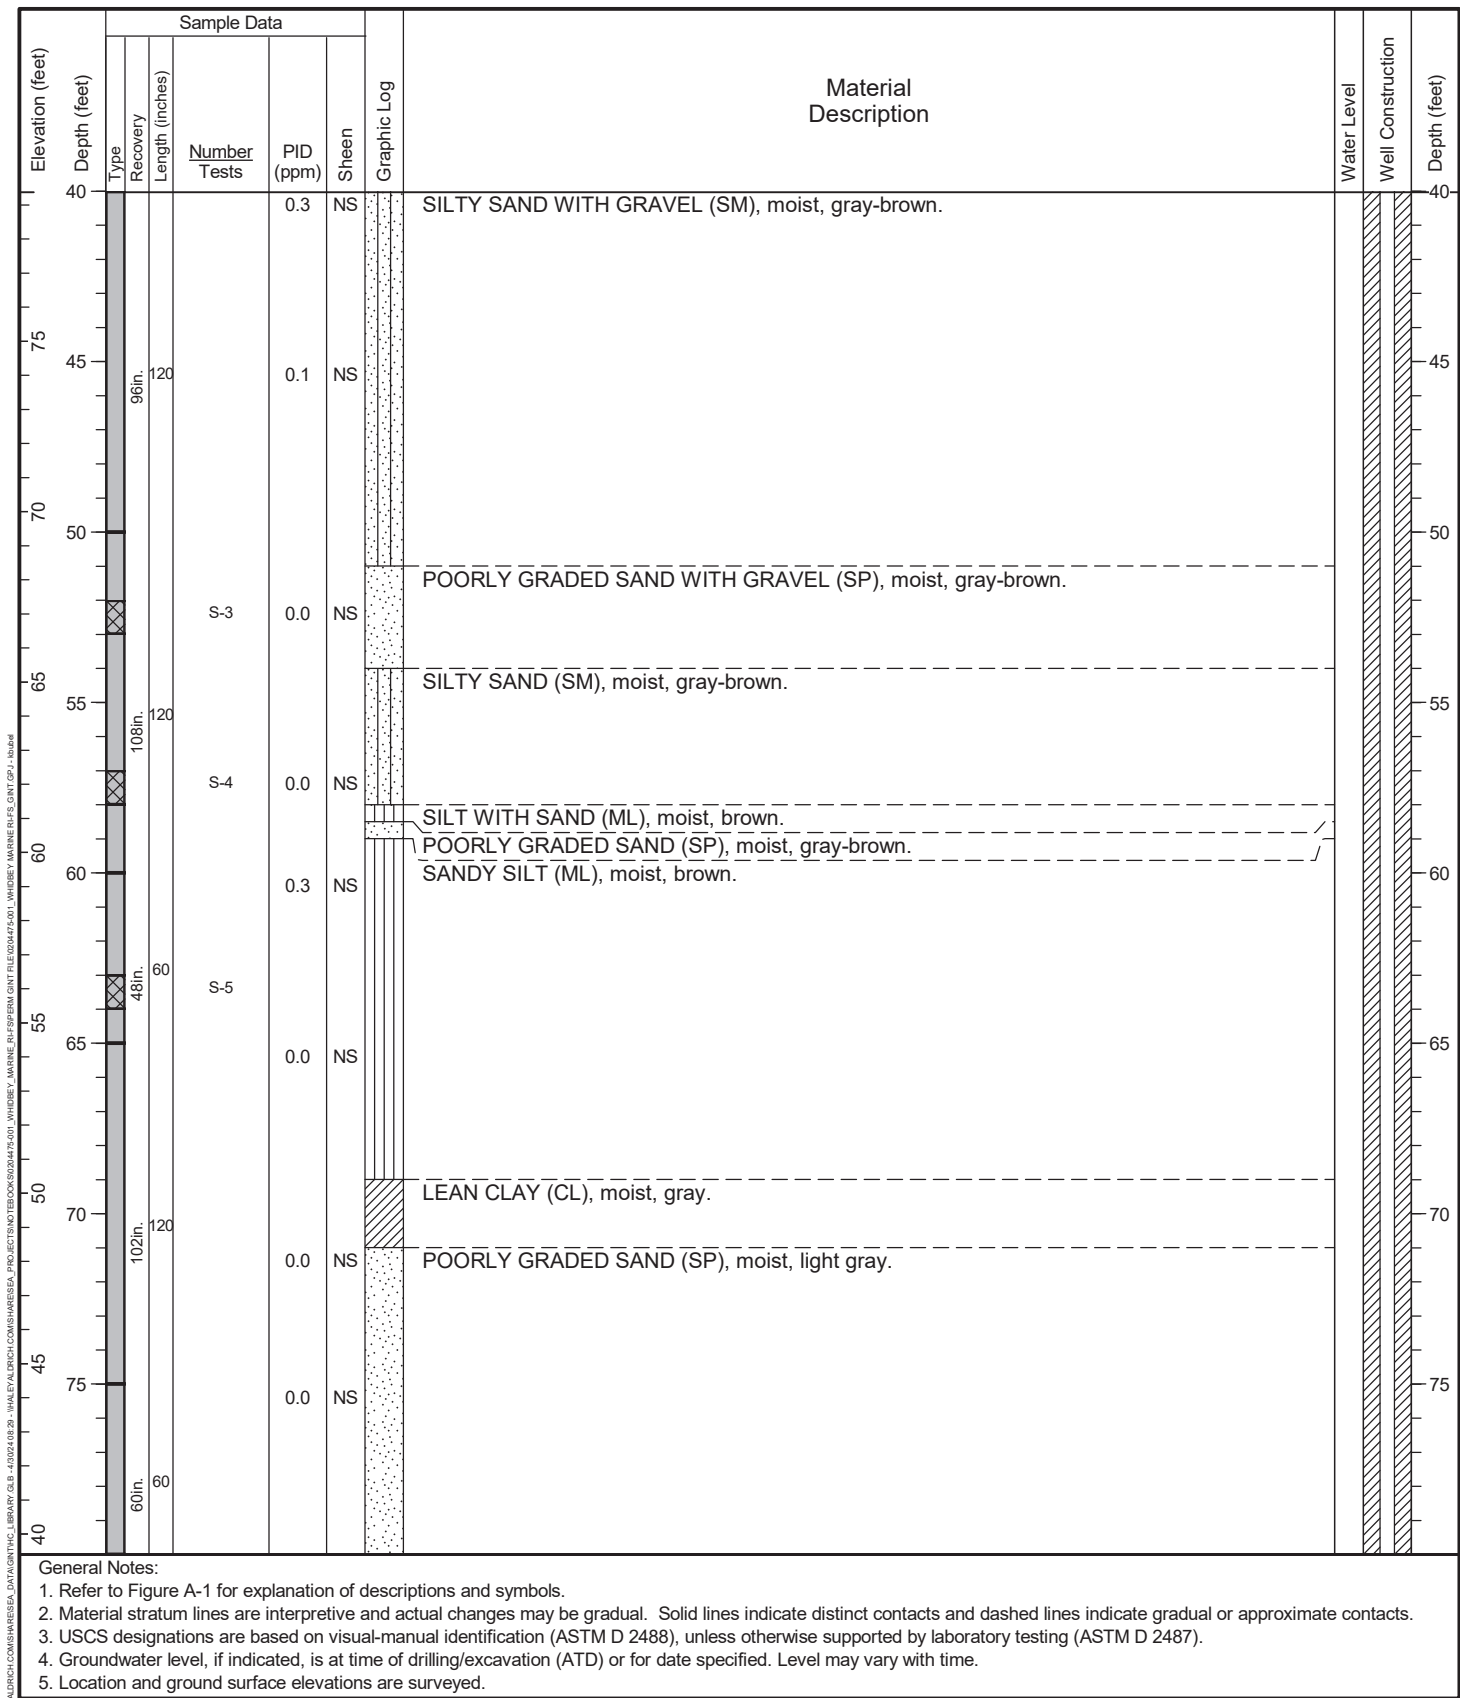 Sample Data
Elevation (feet)
Depth (feet)
Type
Recovery
Length (inches)
Number
Tests
PID
(ppm)
Sheen
Graphic Log
Material
Description
Water Level
Well Construction
Depth (feet)
40 0.3 NS SILTY SAND WITH GRAVEL (SM), moist, gray-brown. 40
75
45 96in. 120 0.1 NS 45
70
50 50
POORLY GRADED SAND WITH GRAVEL (SP), moist, gray-brown.
S-3 0.0 NS
65 SILTY SAND (SM), moist, gray-brown.
55 108in. 120 55
S-4 0.0 NS
SILT WITH SAND (ML), moist, brown.
60 POORLY GRADED SAND (SP), moist, gray-brown.
60 0.3 NS SANDY SILT (ML), moist, brown. 60
48in. 60 S-5
55
65 0.0 NS 65
50 LEAN CLAY (CL), moist, gray.
70 102in. 120 70
0.0 NS POORLY GRADED SAND (SP), moist, light gray.
45
75 0.0 NS 75
60in. 60
40
General Notes:
1. Refer to Figure A-1 for explanation of descriptions and symbols.
2. Material stratum lines are interpretive and actual changes may be gradual. Solid lines indicate distinct contacts and dashed lines indicate gradual or approximate contacts.
3. USCS designations are based on visual-manual identification (ASTM D 2488), unless otherwise supported by laboratory testing (ASTM D 2487).
4. Groundwater level, if indicated, is at time of drilling/excavation (ATD) or for date specified. Level may vary with time.
5. Location and ground surface elevations are surveyed.